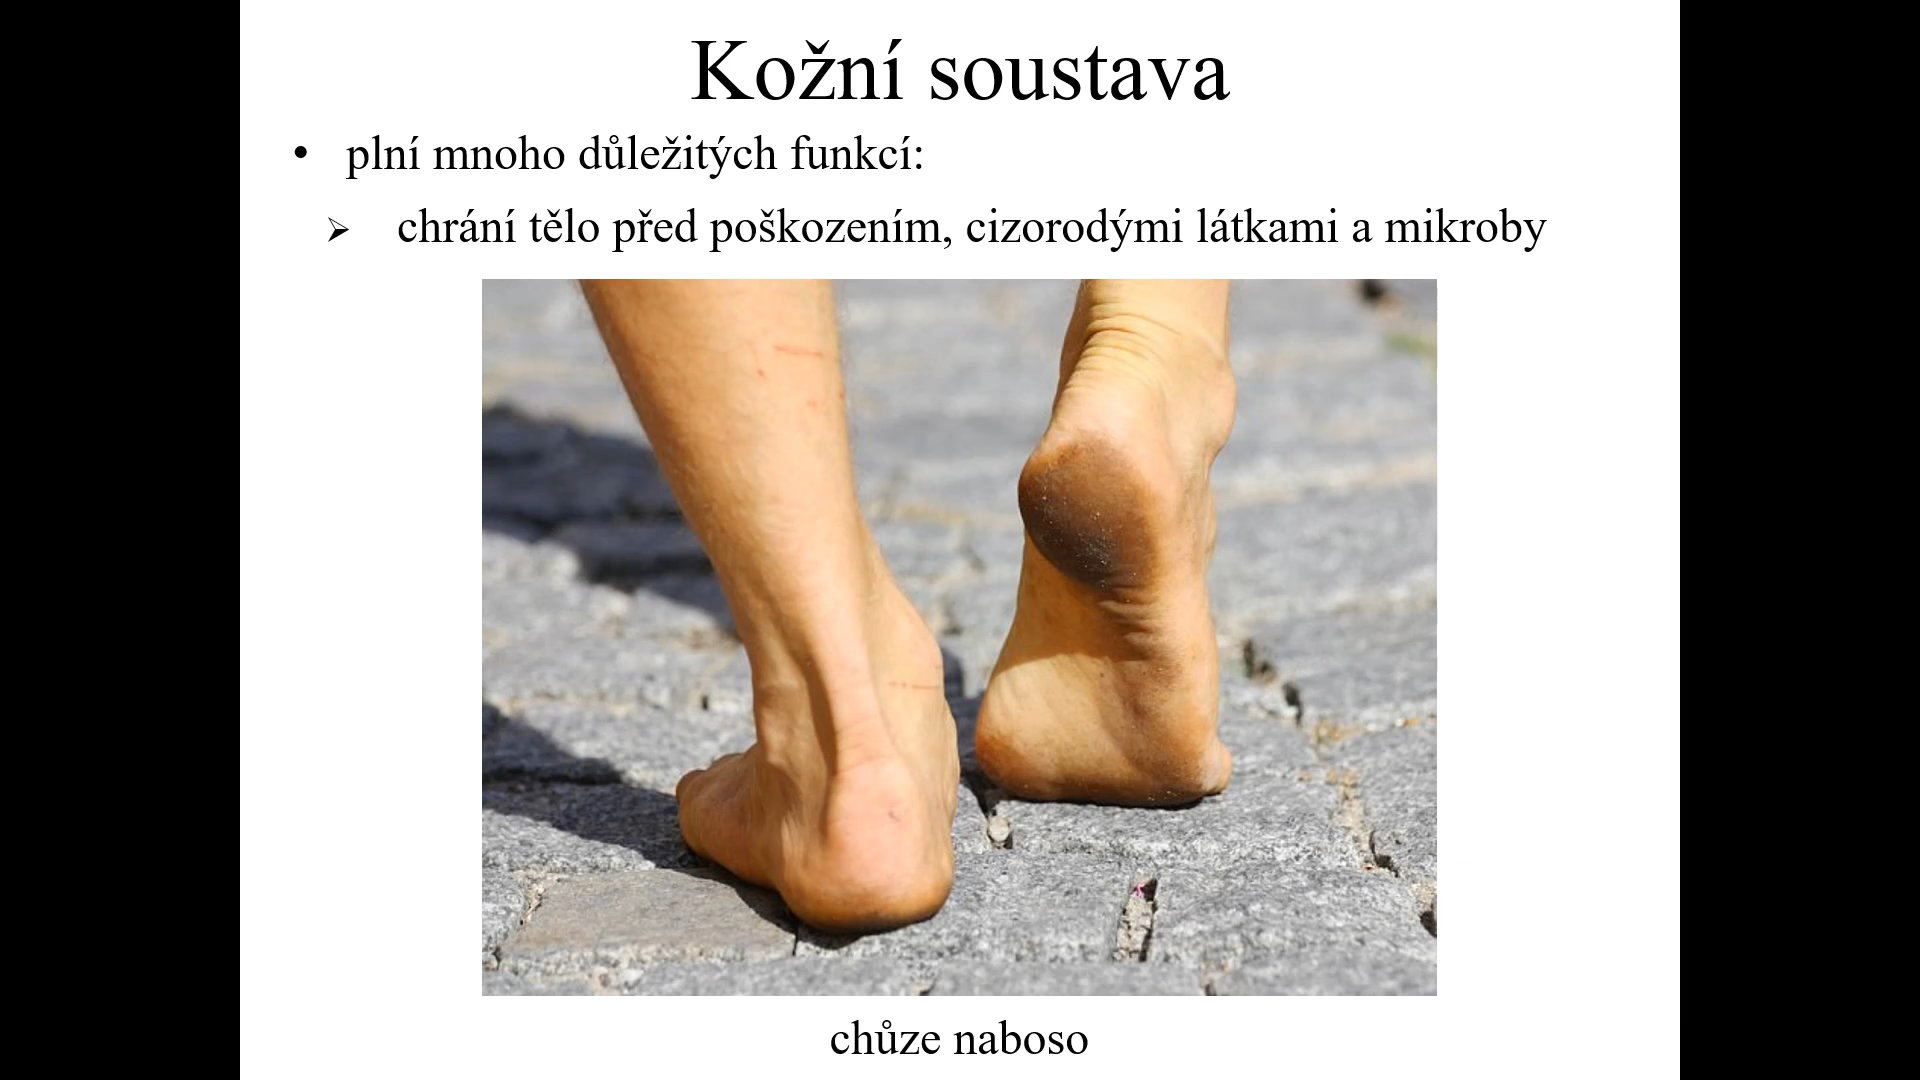 Kožní soustava
• plní mnoho důležitých funkcí:
➢ chrání tělo před poškozením, cizorodými látkami a mikroby
chůze naboso